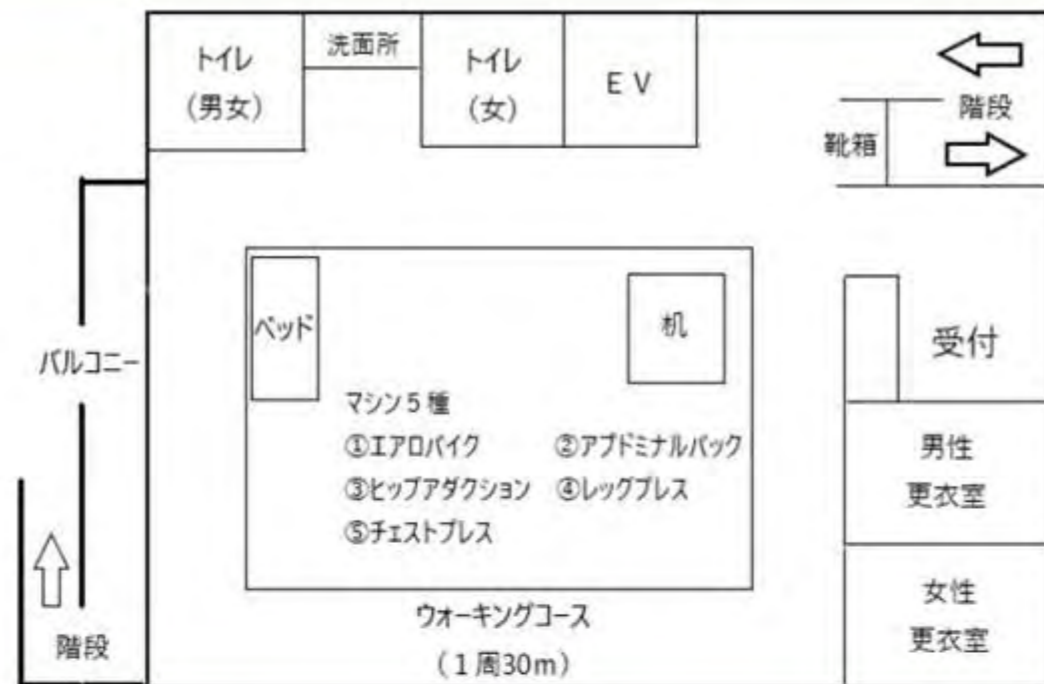 トイレ
(男女)
洗面所
トイレ
(女)
ＥＶ
階段
靴箱
バルコニー
ベッド
机
受付
マシン５種
①エアロバイク　②アブドミナルバック
③ヒップアダクション　④レッグプレス
⑤チェストプレス
男性
更衣室
女性
更衣室
ウォーキングコース
（１周30ｍ）
階段